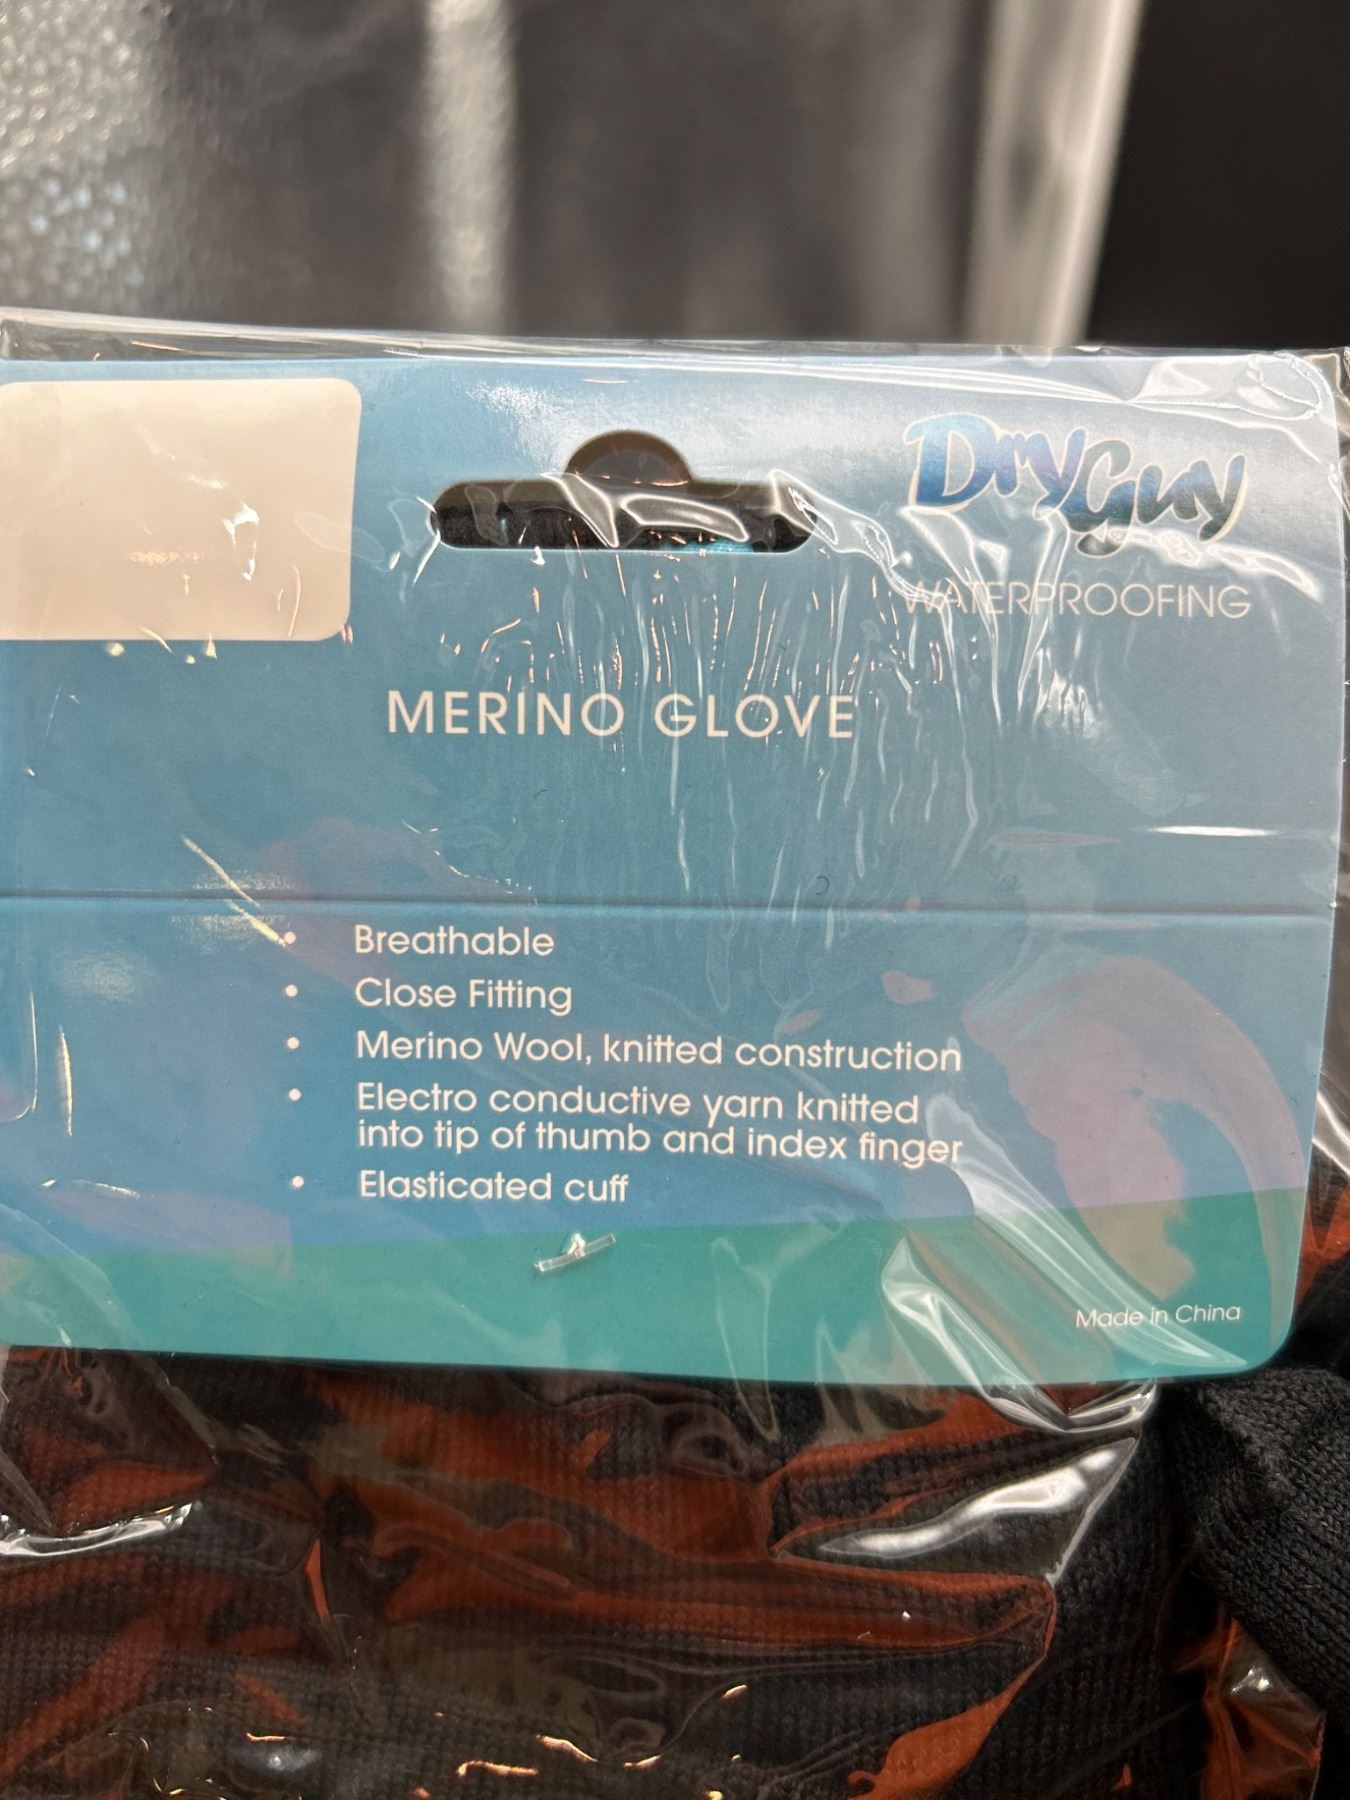 DryGuy
WATERPROOFING
MERINO GLOVE
• Breathable
• Close Fitting
• Merino Wool, knitted construction
• Electro conductive yarn knitted
into tip of thumb and index finger
• Elasticated cuff
Made in China